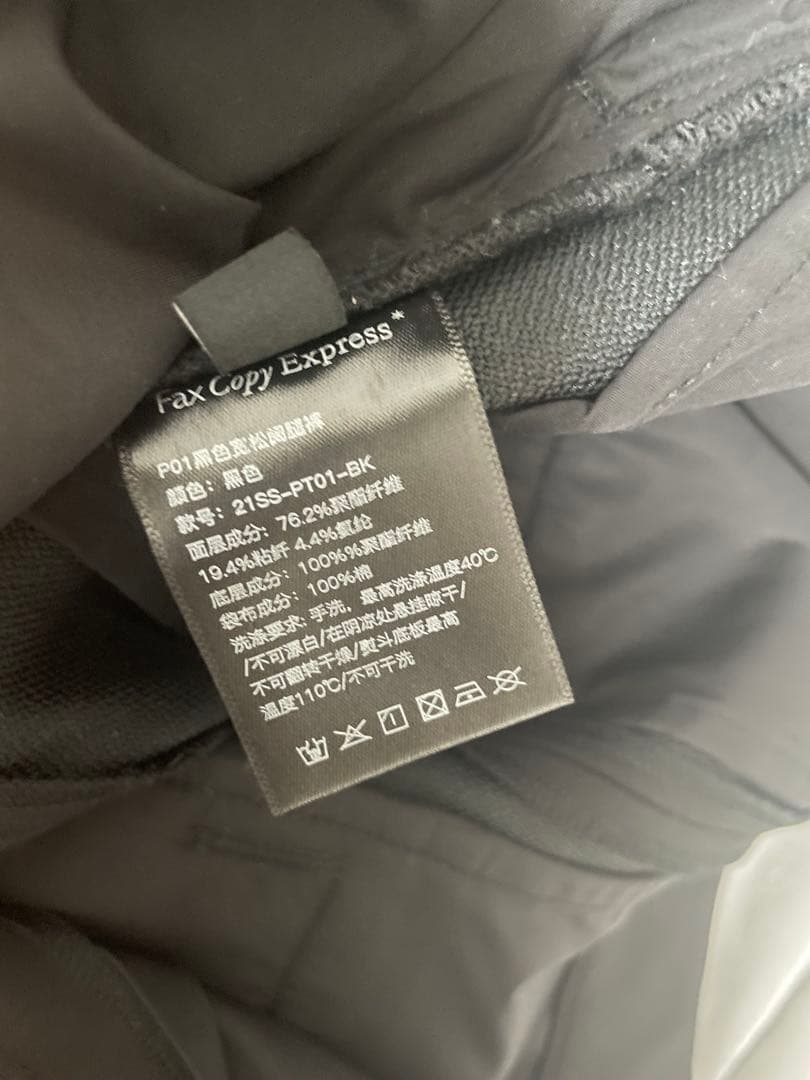 Fax Copy Express*
P01黑色宽松阔腿裤
颜色：黑色
款号：21SS-PT01-BK
面层成分：76.2%聚酯纤维
19.4%粘纤 4.4%氨纶
底层成分：100%%聚酯纤维
袋布成分：100%棉
洗涤要求：手洗，最高洗涤温度40℃
/不可漂白/在阴凉处悬挂晾干/
不可翻转干燥/熨斗底板最高
温度110℃/不可干洗